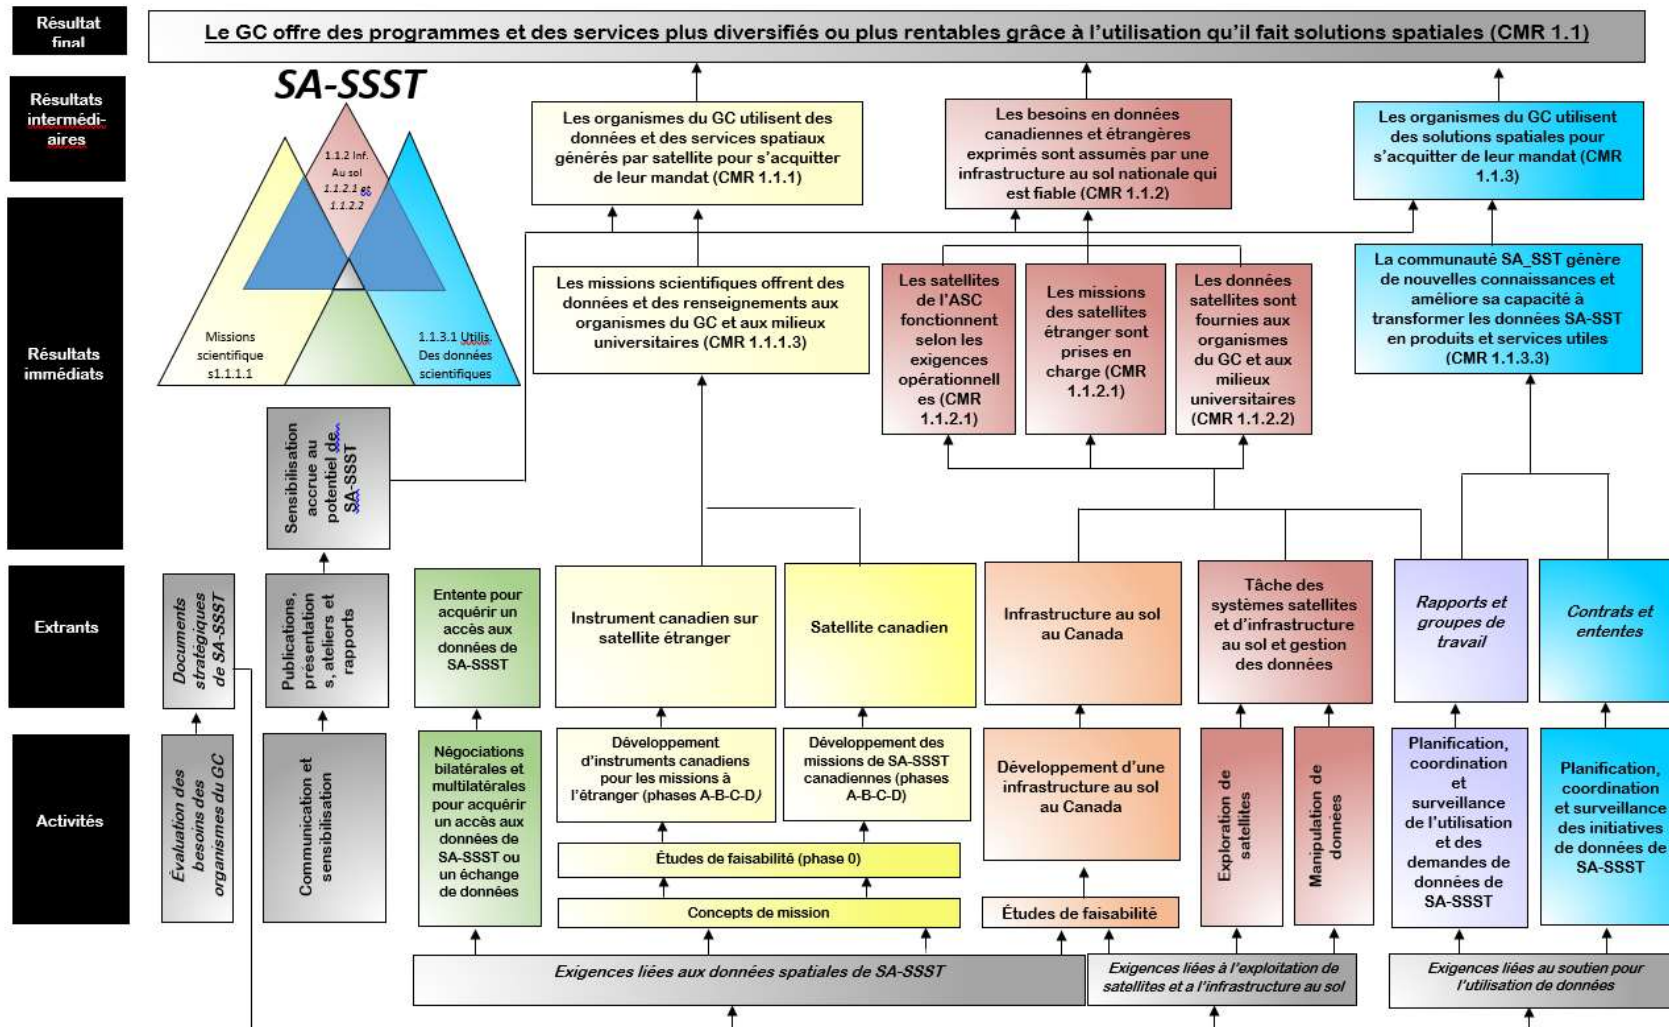 Résultat
final
Le GC offre des programmes et des services plus diversifiés ou plus rentables grâce à l'utilisation qu'il fait solutions spatiales (CMR 1.1)
Résultats
intermédi-
aires
SA-SSST
1.1.2 Inf.
Au sol
1.1.2.1 et
1.1.2.2
Missions
scientifique
s1.1.1.1
1.1.3.1 Utilis.
Des données
scientifiques
Les organismes du GC utilisent des
données et des services spatiaux
générés par satellite pour s'acquitter
de leur mandat (CMR 1.1.1)
Les besoins en données
canadiennes et étrangères
exprimés sont assumés par une
infrastructure au sol nationale qui
est fiable (CMR 1.1.2)
Les organismes du GC utilisent
des solutions spatiales pour
s'acquitter de leur mandat (CMR
1.1.3)
Résultats
immédiats
Les missions scientifiques offrent des
données et des renseignements aux
organismes du GC et aux milieu
universitaires (CMR 1.1.1.3)
Les satellites
de l'ASC
fonctionnent
selon les
exigences
opérationnell
es (CMR
1.1.2.1)
Les missions
des satellites
étranger sont
prises en
charge (CMR
1.1.2.1)
Les données
satellites sont
fournies aux
organismes
du GC et aux
milieu
universitaires
(CMR 1.1.2.2)
La communauté SA_SST génère
de nouvelles connaissances et
améliore sa capacité à
transformer les données SA-SST
en produits et services utiles
(CMR 1.1.3.3)
Sensibilisation
accrue au
potentiel de
SA-SSST
Extrants
Documents
stratégiques
de SA-SSST
Publications,
présentation
s, ateliers et
rapports
Entente pour
acquérir un
accès aux
données de
SA-SSST
Instrument canadien sur
satellite étranger
Satellite canadien
Infrastructure au sol
au Canada
Tâche des
systèmes satellites
et d'infrastructure
au sol et gestion
des données
Rapports et
groupes de
travail
Contrats et
ententes
Activités
Évaluation des
besoins des
organismes du GC
Communication et
sensibilisation
Négociations
bilatérales et
multilatérales
pour acquérir
un accès aux
données de
SA-SSST ou
un échange
de données
Développement
d'instruments canadiens
pour les missions à
l'étranger (phases A-B-C-D)
Développement des
missions de SA-SSST
canadiennes (phases
A-B-C-D)
Études de faisabilité (phase 0)
Concepts de mission
Développement d'une
infrastructure au sol
au Canada
Études de faisabilité
Exploration de
satellites
Manipulation de
données
Planification,
coordination
et
surveillance
de l'utilisation
et des
demandes de
données de
SA-SSST
Planification,
coordination
et surveillance
des initiatives
de données de
SA-SSST
Exigences liées aux données spatiales de SA-SSST
Exigences liées à l'exploitation de
satellites et a l'infrastructure au sol
Exigences liées au soutien pour
l'utilisation de données